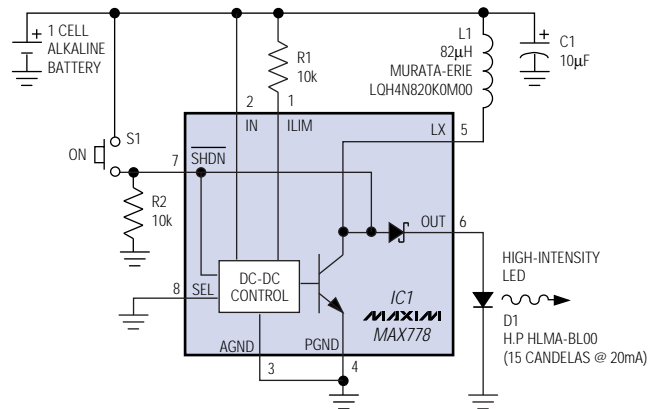 1 CELL
ALKALINE
BATTERY
R1
10k
L1
82µH
MURATA-ERIE
LQH4N820K0M00
+
C1
10µF
+
2
1
IN
ILIM
LX
5
S1
ON
7
SHDN
R2
10k
OUT
6
HIGH-INTENSITY
LED
DC-DC
CONTROL
8
SEL
IC1
MAXIM
MAX778
D1
H.P HLMA-BL00
(15 CANDELAS @ 20mA)
AGND
PGND
3
4